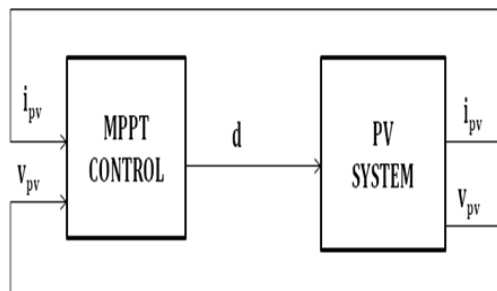 i_pv
v_pv
MPPT
CONTROL
d
PV
SYSTEM
i_pv
v_pv